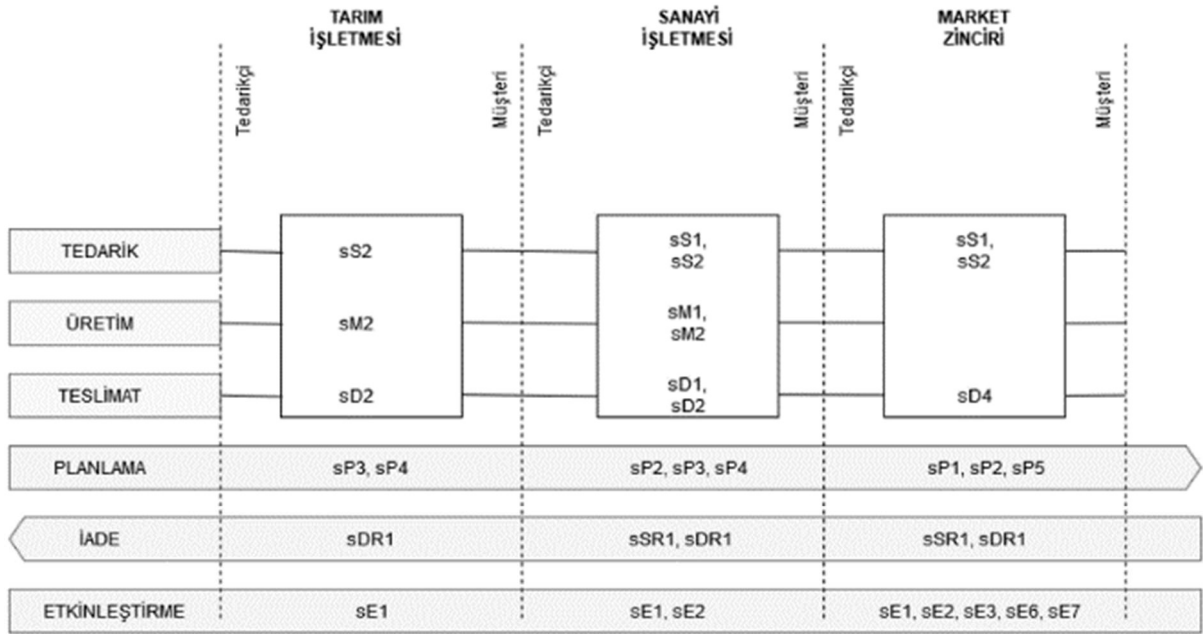 TARIM
İŞLETMESİ
SANAYİ
İŞLETMESİ
MARKET
ZİNCİRİ
Tedarikçi
Müşteri
Tedarikçi
Müşteri
Tedarikçi
Müşteri
TEDARİK
sS2
sS1,
sS2
sS1,
sS2
ÜRETİM
sM2
sM1,
sM2
TESLİMAT
sD2
sD1,
sD2
sD4
PLANLAMA
sP3, sP4
sP2, sP3, sP4
sP1, sP2, sP5
İADE
sDR1
sSR1, sDR1
sSR1, sDR1
ETKİNLEŞTİRME
sE1
sE1, sE2
sE1, sE2, sE3, sE6, sE7